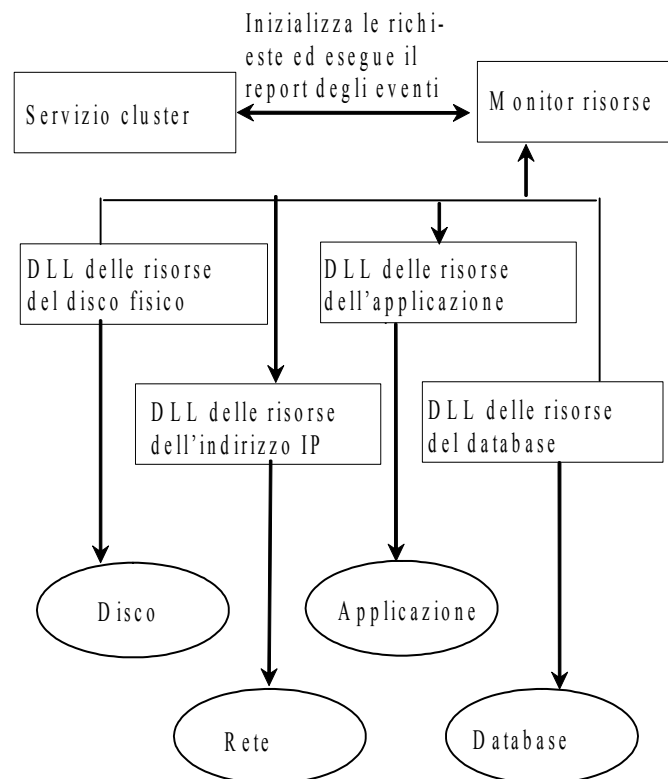 Inizializza le richi-
este ed esegue il
report degli eventi
Servizio cluster
Monitor risorse
DLL delle risorse
del disco fisico
DLL delle risorse
dell'applicazione
DLL delle risorse
dell'indirizzo IP
DLL delle risorse
del database
Disco
Applicazione
Rete
Database